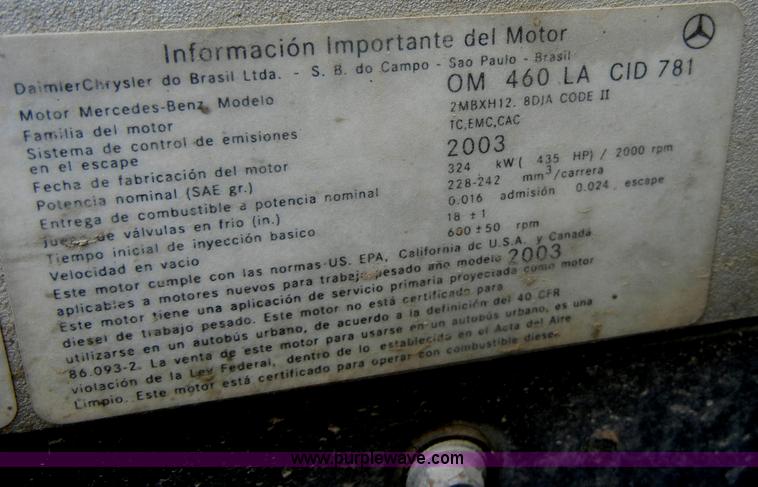 Información Importante del Motor
DaimlerChrysler do Brasil Ltda. - S. B. do Campo - Sao Paulo - Brasil
Motor Mercedes-Benz, Modelo OM 460 LA CID 781
Familia del motor 2MBXH12. 8DJA CODE II
Sistema de control de emisiones TC,EMC,CAC
en el escape
Fecha de fabricación del motor 2003
Potencia nominal (SAE gr.) 324 kW( 435 HP) / 2000 rpm
Entrega de combustible a potencia nominal 228-242 mm3/carrera
juego de válvulas en frio (in.) 0.016 admisión 0.024 escape
Tiempo inicial de inyección basico 18 ±1
Velocidad en vacio 600 ±50 rpm
Este motor cumple con las normas US. EPA, California de U.S.A. y Canada
aplicables a motores nuevos para trabajo pesado año modelo 2003
Este motor tiene una aplicación de servicio primaria proyeciada como motor
diesel de trabajo pesado. Este motor no está certificado para
utilizarse en un autobús urbano, de acuerdo a la definición del 40 CFR
86.093-2. La venta de este motor para usarse en un autobús urbano, es una
violación de la Ley Federal, dentro de lo establecido en el Acta del Aire
Limpio. Este motor está certificado para operar con combustible diesel
www.purplewave.com